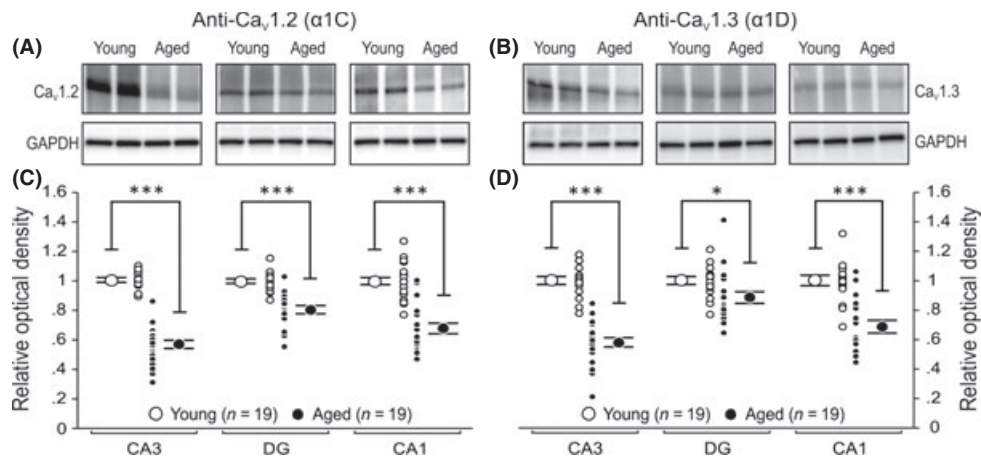 Anti-Caᵥ1.2 (α1C)
Anti-Caᵥ1.3 (α1D)
(A)
Young
Aged
Young
Aged
Young
Aged
(B)
Young
Aged
Young
Aged
Young
Aged
Caᵥ1.2
Caᵥ1.3
GAPDH
GAPDH
(C)
1.6
1.4
1.2
1
.8
.6
.4
.2
0
Relative optical density
***
***
***
○ Young (n = 19) ● Aged (n = 19)
CA3
DG
CA1
(D)
***
*
***
1.6
1.4
1.2
1
.8
.6
.4
.2
0
Relative optical density
○ Young (n = 19) ● Aged (n = 19)
CA3
DG
CA1